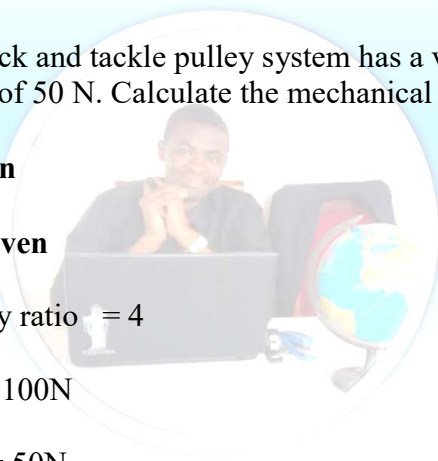 ck and tackle pulley system has a v
of 50 N. Calculate the mechanical
n
ven
y ratio = 4
100N
50N